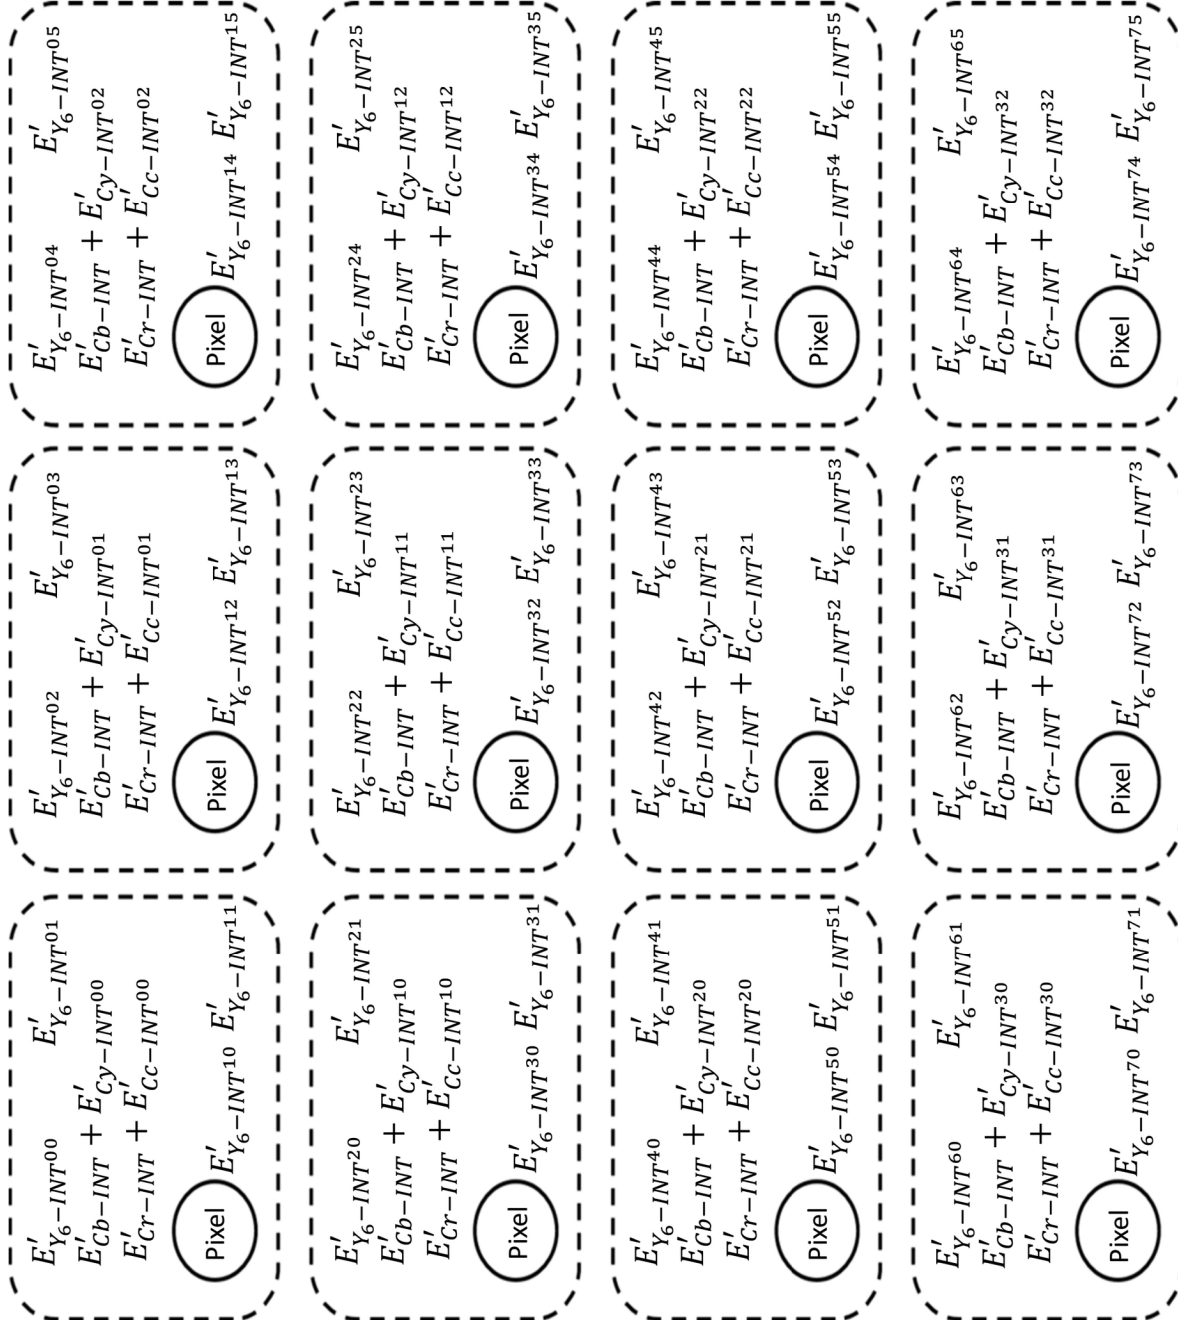 E′Y₆−INT⁰⁰ E′Y₆−INT⁰¹
E′Cb−INT + E′Cy−INT⁰⁰
E′Cr−INT + E′Cc−INT⁰⁰
Pixel E′Y₆−INT¹⁰ E′Y₆−INT¹¹
E′Y₆−INT⁰² E′Y₆−INT⁰³
E′Cb−INT + E′Cy−INT⁰¹
E′Cr−INT + E′Cc−INT⁰¹
Pixel E′Y₆−INT¹² E′Y₆−INT¹³
E′Y₆−INT⁰⁴ E′Y₆−INT⁰⁵
E′Cb−INT + E′Cy−INT⁰²
E′Cr−INT + E′Cc−INT⁰²
Pixel E′Y₆−INT¹⁴ E′Y₆−INT¹⁵
E′Y₆−INT²⁰ E′Y₆−INT²¹
E′Cb−INT + E′Cy−INT¹⁰
E′Cr−INT + E′Cc−INT¹⁰
Pixel E′Y₆−INT³⁰ E′Y₆−INT³¹
E′Y₆−INT²² E′Y₆−INT²³
E′Cb−INT + E′Cy−INT¹¹
E′Cr−INT + E′Cc−INT¹¹
Pixel E′Y₆−INT³² E′Y₆−INT³³
E′Y₆−INT²⁴ E′Y₆−INT²⁵
E′Cb−INT + E′Cy−INT¹²
E′Cr−INT + E′Cc−INT¹²
Pixel E′Y₆−INT³⁴ E′Y₆−INT³⁵
E′Y₆−INT⁴⁰ E′Y₆−INT⁴¹
E′Cb−INT + E′Cy−INT²⁰
E′Cr−INT + E′Cc−INT²⁰
Pixel E′Y₆−INT⁵⁰ E′Y₆−INT⁵¹
E′Y₆−INT⁴² E′Y₆−INT⁴³
E′Cb−INT + E′Cy−INT²¹
E′Cr−INT + E′Cc−INT²¹
Pixel E′Y₆−INT⁵² E′Y₆−INT⁵³
E′Y₆−INT⁴⁴ E′Y₆−INT⁴⁵
E′Cb−INT + E′Cy−INT²²
E′Cr−INT + E′Cc−INT²²
Pixel E′Y₆−INT⁵⁴ E′Y₆−INT⁵⁵
E′Y₆−INT⁶⁰ E′Y₆−INT⁶¹
E′Cb−INT + E′Cy−INT³⁰
E′Cr−INT + E′Cc−INT³⁰
Pixel E′Y₆−INT⁷⁰ E′Y₆−INT⁷¹
E′Y₆−INT⁶² E′Y₆−INT⁶³
E′Cb−INT + E′Cy−INT³¹
E′Cr−INT + E′Cc−INT³¹
Pixel E′Y₆−INT⁷² E′Y₆−INT⁷³
E′Y₆−INT⁶⁴ E′Y₆−INT⁶⁵
E′Cb−INT + E′Cy−INT³²
E′Cr−INT + E′Cc−INT³²
Pixel E′Y₆−INT⁷⁴ E′Y₆−INT⁷⁵